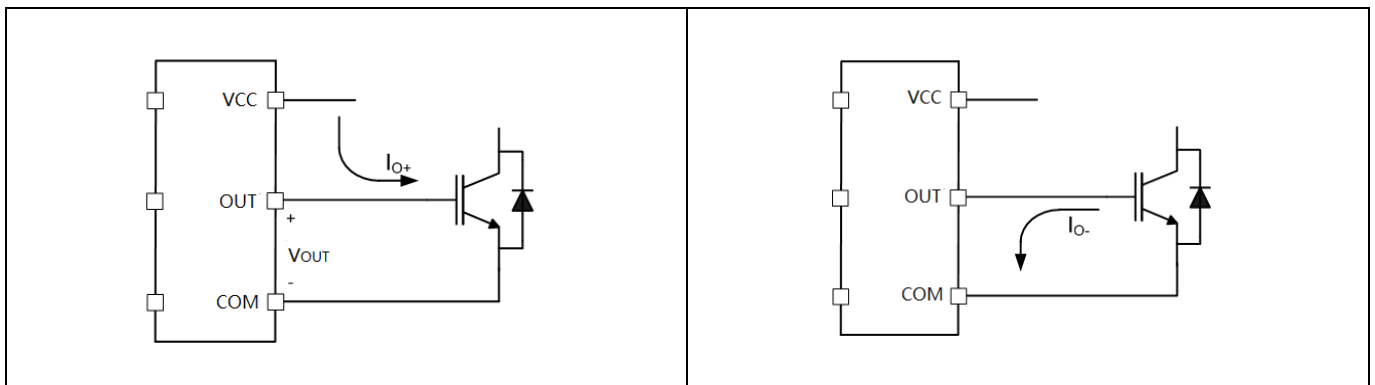 VCC
IO+
OUT
+
VOUT
-
COM
VCC
OUT
IO-
COM